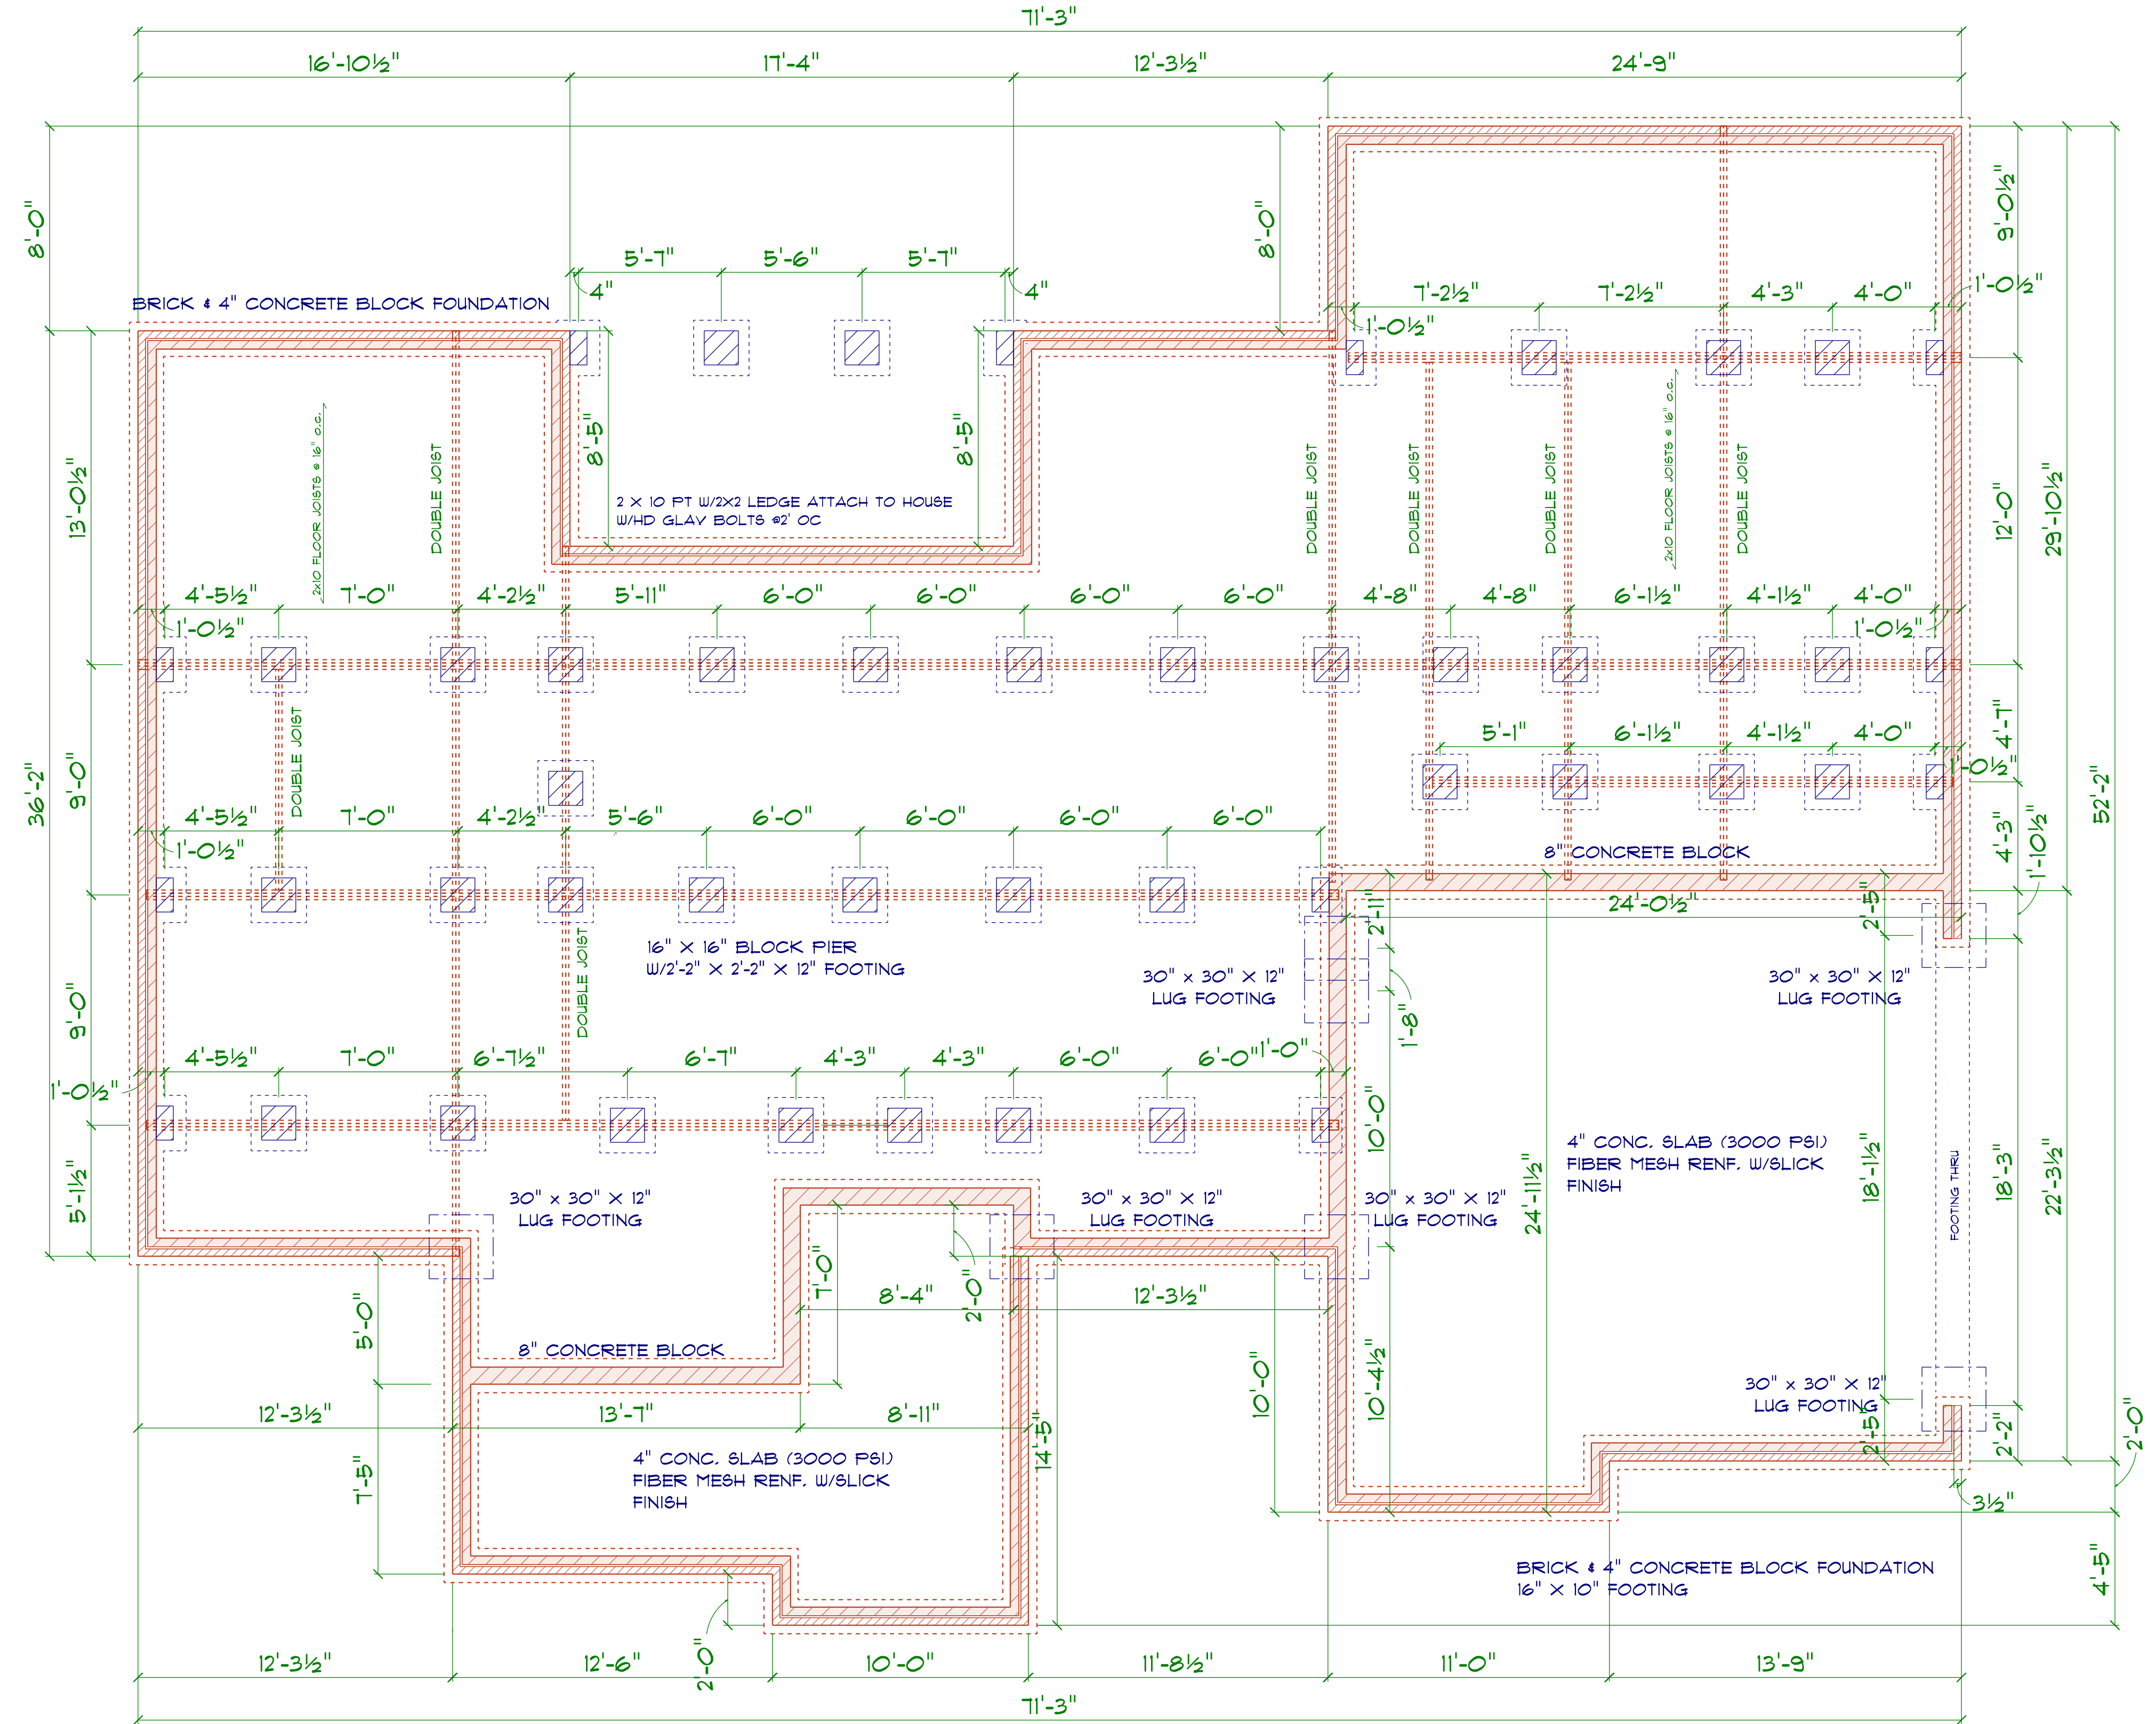 71'-3"
16'-10½"
17'-4"
12'-3½"
24'-9"
8'-0"
8'-0"
9'-0½"
5'-7"
5'-6"
5'-7"
4"
4"
7'-2½"
7'-2½"
4'-3"
4'-0"
1'-0½"
1'-0½"
BRICK & 4" CONCRETE BLOCK FOUNDATION
13'-0½"
2x10 FLOOR JOISTS @ 16" O.C.
DOUBLE JOIST
8'-5"
8'-5"
2 X 10 PT W/2X2 LEDGE ATTACH TO HOUSE
W/HD GLAV BOLTS @2' OC
DOUBLE JOIST
DOUBLE JOIST
DOUBLE JOIST
2x10 FLOOR JOISTS @ 16" O.C.
DOUBLE JOIST
12'-0"
29'-10½"
4'-5½"
7'-0"
4'-2½"
5'-11"
6'-0"
6'-0"
6'-0"
6'-0"
4'-8"
4'-8"
6'-1½"
4'-1½"
4'-0"
1'-0½"
1'-0½"
36'-2"
9'-0"
DOUBLE JOIST
5'-1"
6'-1½"
4'-1½"
4'-0"
1'-0½"
4'-7"
52'-2"
4'-5½"
7'-0"
4'-2½"
5'-6"
6'-0"
6'-0"
6'-0"
6'-0"
1'-0½"
8" CONCRETE BLOCK
4'-3"
1'-10½"
24'-0½"
2'-11"
2'-5"
9'-0"
DOUBLE JOIST
16" X 16" BLOCK PIER
W/2'-2" X 2'-2" X 12" FOOTING
30" x 30" X 12"
LUG FOOTING
30" x 30" X 12"
LUG FOOTING
1'-8"
4'-5½"
7'-0"
6'-7½"
6'-7"
4'-3"
4'-3"
6'-0"
6'-0"
1'-0"
1'-0½"
10'-0"
4" CONC. SLAB (3000 PSI)
FIBER MESH RENF. W/SLICK
FINISH
24'-11½"
18'-1½"
FOOTING THRU
18'-3"
22'-3½"
5'-1½"
30" x 30" X 12"
LUG FOOTING
30" x 30" X 12"
LUG FOOTING
30" x 30" X 12"
LUG FOOTING
7'-0"
2'-0"
8'-4"
12'-3½"
5'-0"
8" CONCRETE BLOCK
10'-0"
10'-4½"
30" x 30" X 12"
LUG FOOTING
2'-5"
2'-2"
2'-0"
12'-3½"
13'-7"
8'-11"
14'-5"
7'-5"
4" CONC. SLAB (3000 PSI)
FIBER MESH RENF. W/SLICK
FINISH
3½"
BRICK & 4" CONCRETE BLOCK FOUNDATION
16" X 10" FOOTING
4'-5"
2'-0"
12'-3½"
12'-6"
10'-0"
11'-8½"
11'-0"
13'-9"
71'-3"